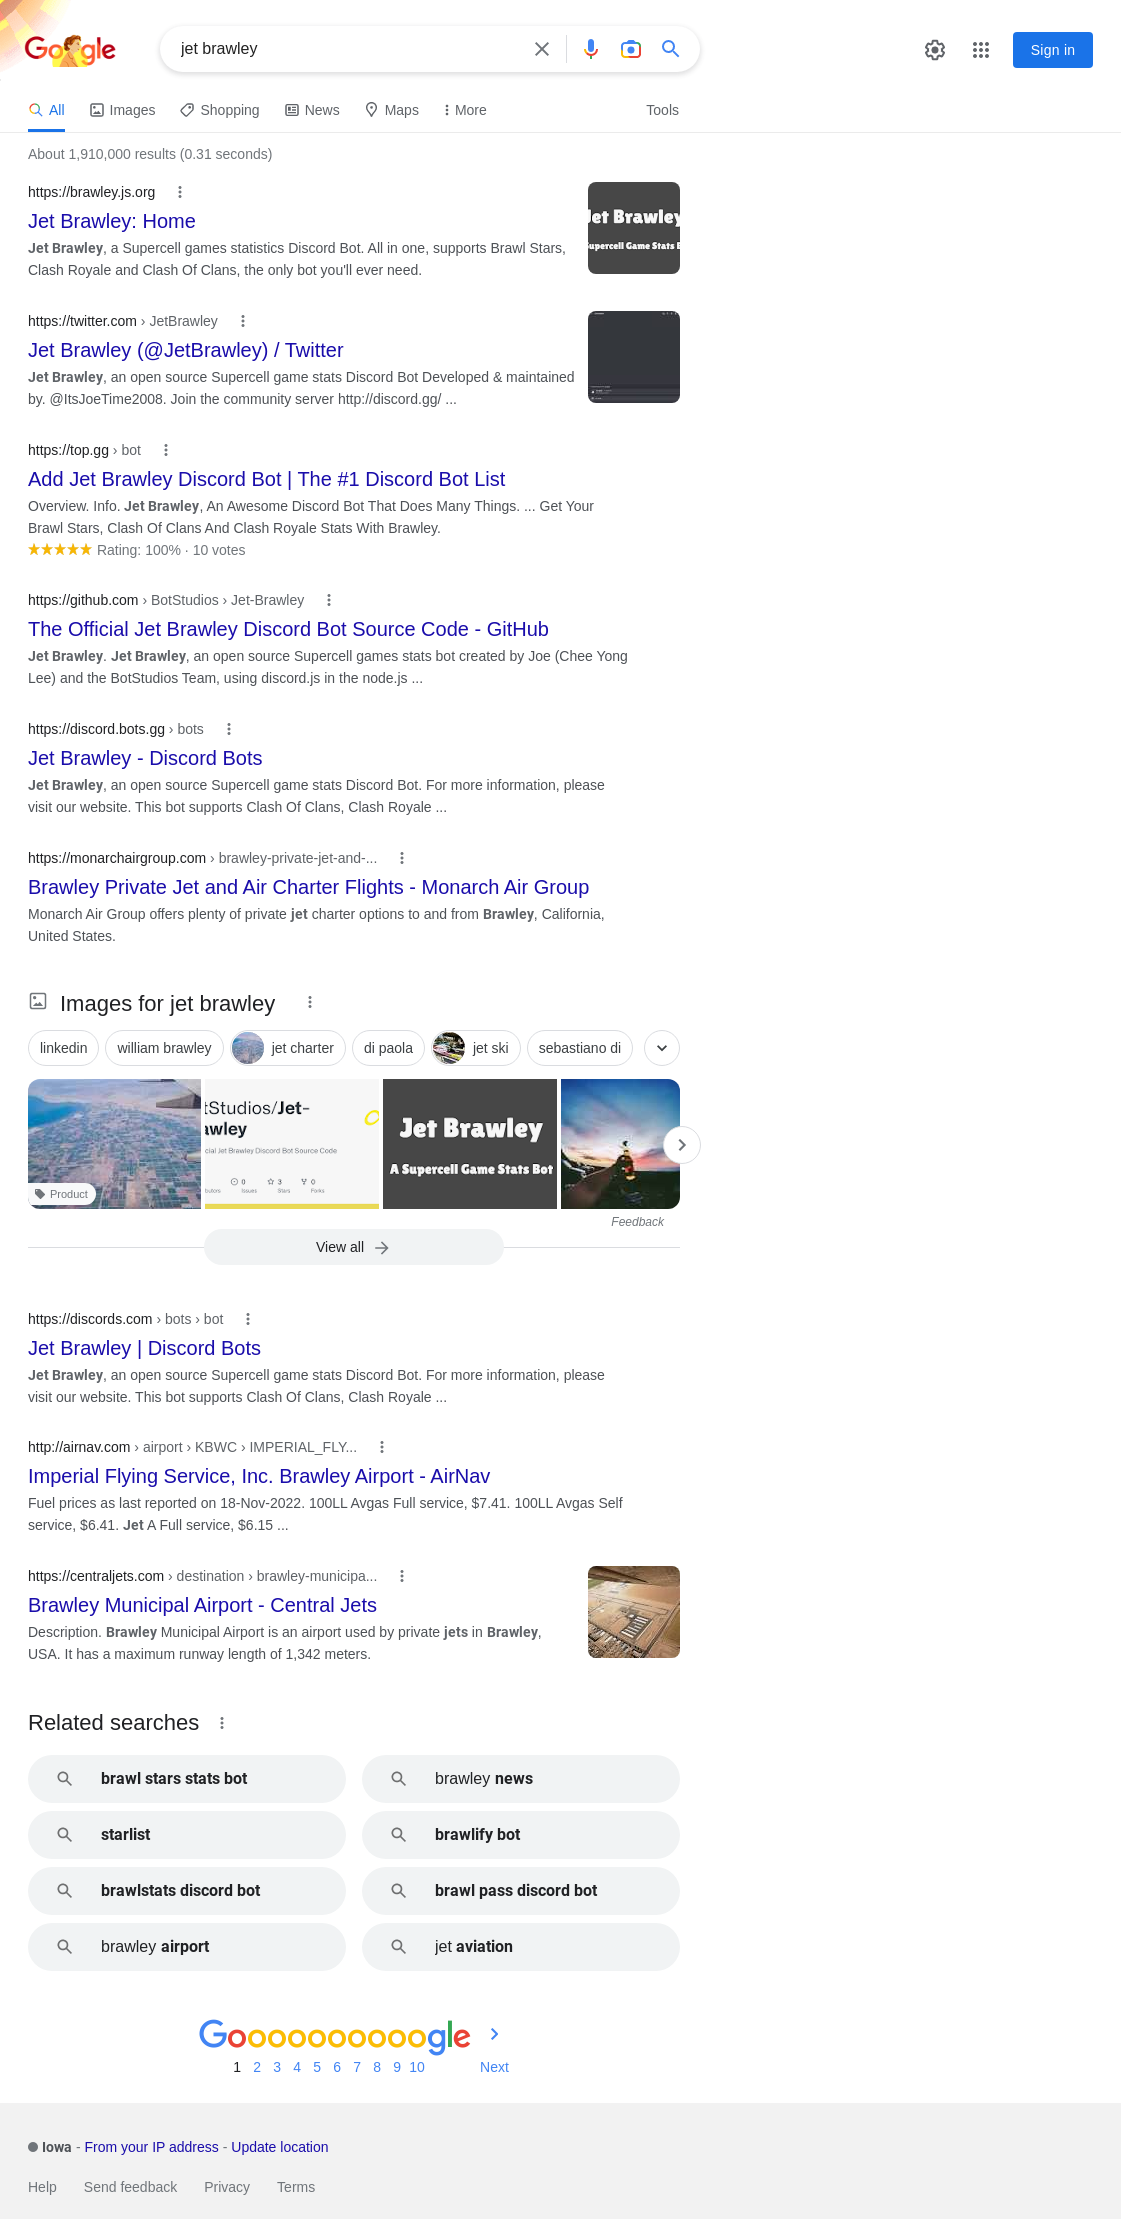 Google
jet brawley
Sign in
All
Images
Shopping
News
Maps
More
Tools
About 1,910,000 results (0.31 seconds)
https://brawley.js.org
Jet Brawley: Home
Jet Brawley, a Supercell games statistics Discord Bot. All in one, supports Brawl Stars,
Clash Royale and Clash Of Clans, the only bot you'll ever need.
Jet Brawley
Supercell Game Stats B
https://twitter.com › JetBrawley
Jet Brawley (@JetBrawley) / Twitter
Jet Brawley, an open source Supercell game stats Discord Bot Developed & maintained
by. @ItsJoeTime2008. Join the community server http://discord.gg/ ...
https://top.gg › bot
Add Jet Brawley Discord Bot | The #1 Discord Bot List
Overview. Info. Jet Brawley, An Awesome Discord Bot That Does Many Things. ... Get Your
Brawl Stars, Clash Of Clans And Clash Royale Stats With Brawley.
Rating: 100% · 10 votes
https://github.com › BotStudios › Jet-Brawley
The Official Jet Brawley Discord Bot Source Code - GitHub
Jet Brawley. Jet Brawley, an open source Supercell games stats bot created by Joe (Chee Yong
Lee) and the BotStudios Team, using discord.js in the node.js ...
https://discord.bots.gg › bots
Jet Brawley - Discord Bots
Jet Brawley, an open source Supercell game stats Discord Bot. For more information, please
visit our website. This bot supports Clash Of Clans, Clash Royale ...
https://monarchairgroup.com › brawley-private-jet-and-...
Brawley Private Jet and Air Charter Flights - Monarch Air Group
Monarch Air Group offers plenty of private jet charter options to and from Brawley, California,
United States.
Images for jet brawley
linkedin
william brawley
jet charter
di paola
jet ski
sebastiano di
Product
tStudios/Jet-
awley
cial Jet Brawley Discord Bot Source Code
0
3
0
butors
Issues
Stars
Forks
Jet Brawley
A Supercell Game Stats Bot
Feedback
View all
https://discords.com › bots › bot
Jet Brawley | Discord Bots
Jet Brawley, an open source Supercell game stats Discord Bot. For more information, please
visit our website. This bot supports Clash Of Clans, Clash Royale ...
http://airnav.com › airport › KBWC › IMPERIAL_FLY...
Imperial Flying Service, Inc. Brawley Airport - AirNav
Fuel prices as last reported on 18-Nov-2022. 100LL Avgas Full service, $7.41. 100LL Avgas Self
service, $6.41. Jet A Full service, $6.15 ...
https://centraljets.com › destination › brawley-municipa...
Brawley Municipal Airport - Central Jets
Description. Brawley Municipal Airport is an airport used by private jets in Brawley,
USA. It has a maximum runway length of 1,342 meters.
Related searches
brawl stars stats bot
brawley news
starlist
brawlify bot
brawlstats discord bot
brawl pass discord bot
brawley airport
jet aviation
Goooooooooogle
1 2 3 4 5 6 7 8 9 10 Next
Iowa - From your IP address - Update location
Help Send feedback Privacy Terms